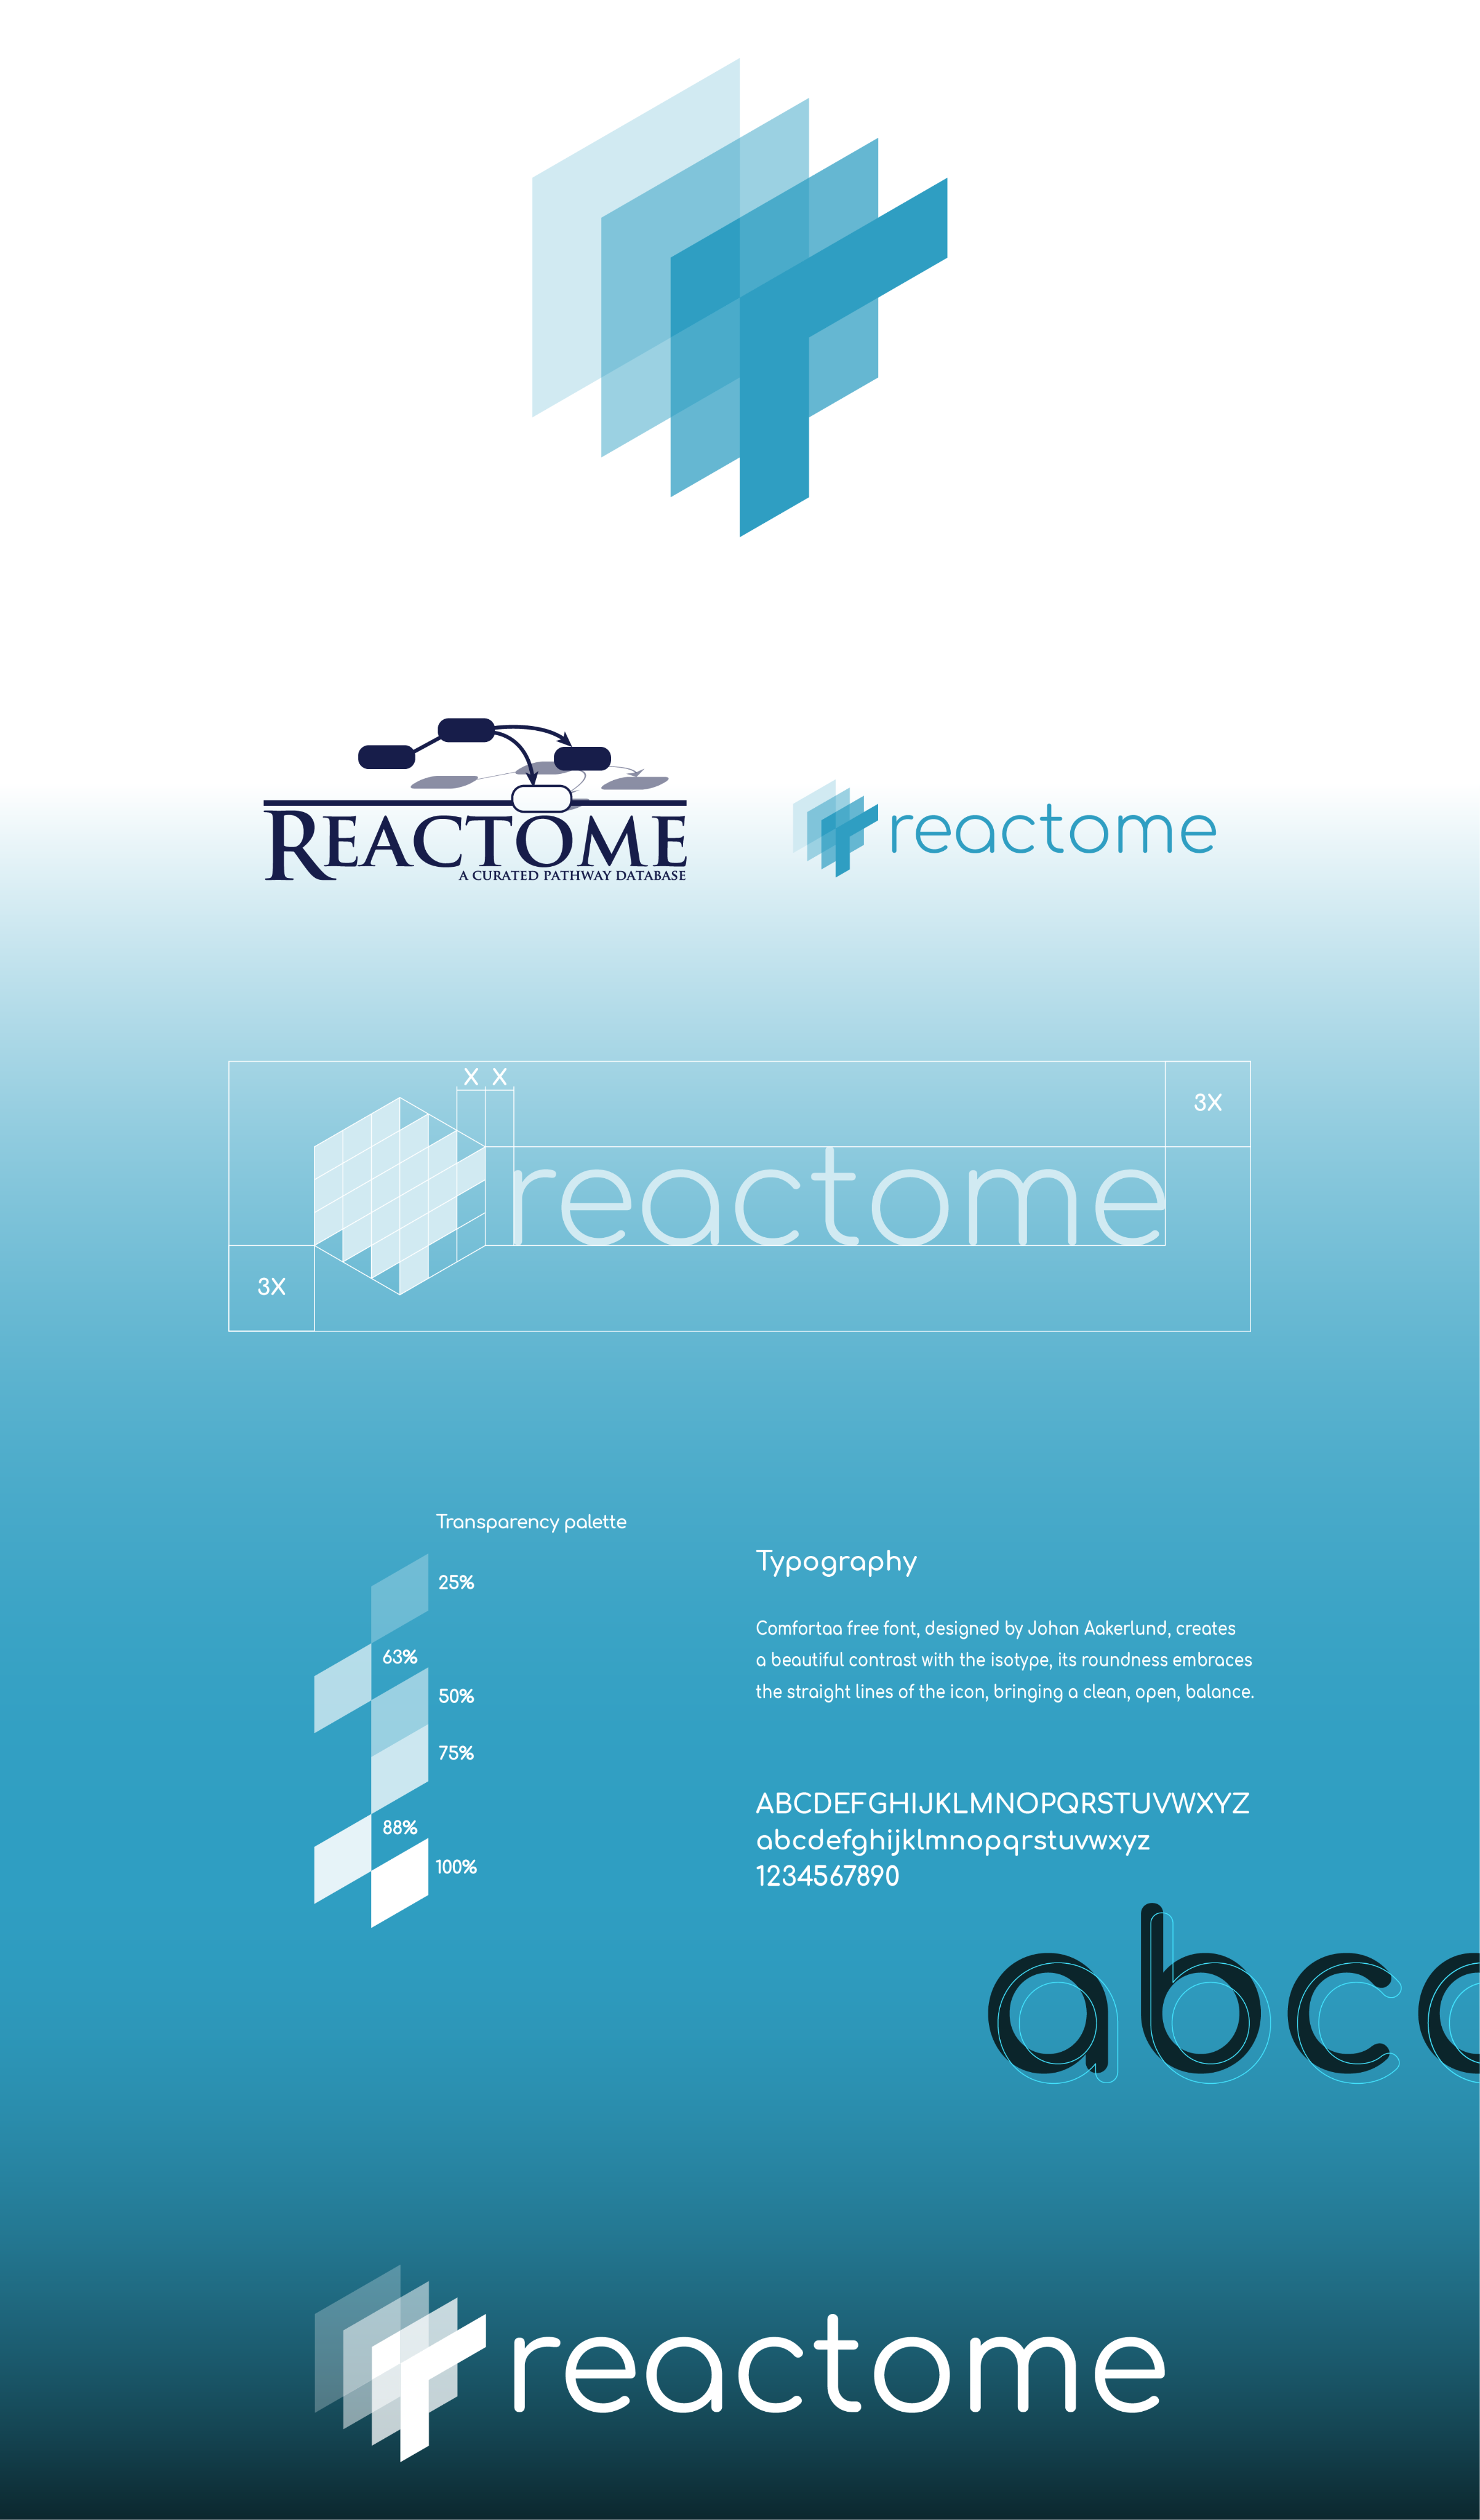 REACTOME
A CURATED PATHWAY DATABASE
reactome
X X
3X
reactome
3X
Transparency palette
25%
63%
50%
75%
88%
100%
Typography
Comfortaa free font, designed by Johan Aakerlund, creates
a beautiful contrast with the isotype, its roundness embraces
the straight lines of the icon, bringing a clean, open, balance.
ABCDEFGHIJKLMNOPQRSTUVWXYZ
abcdefghijklmnopqrstuvwxyz
1234567890
abc
reactome